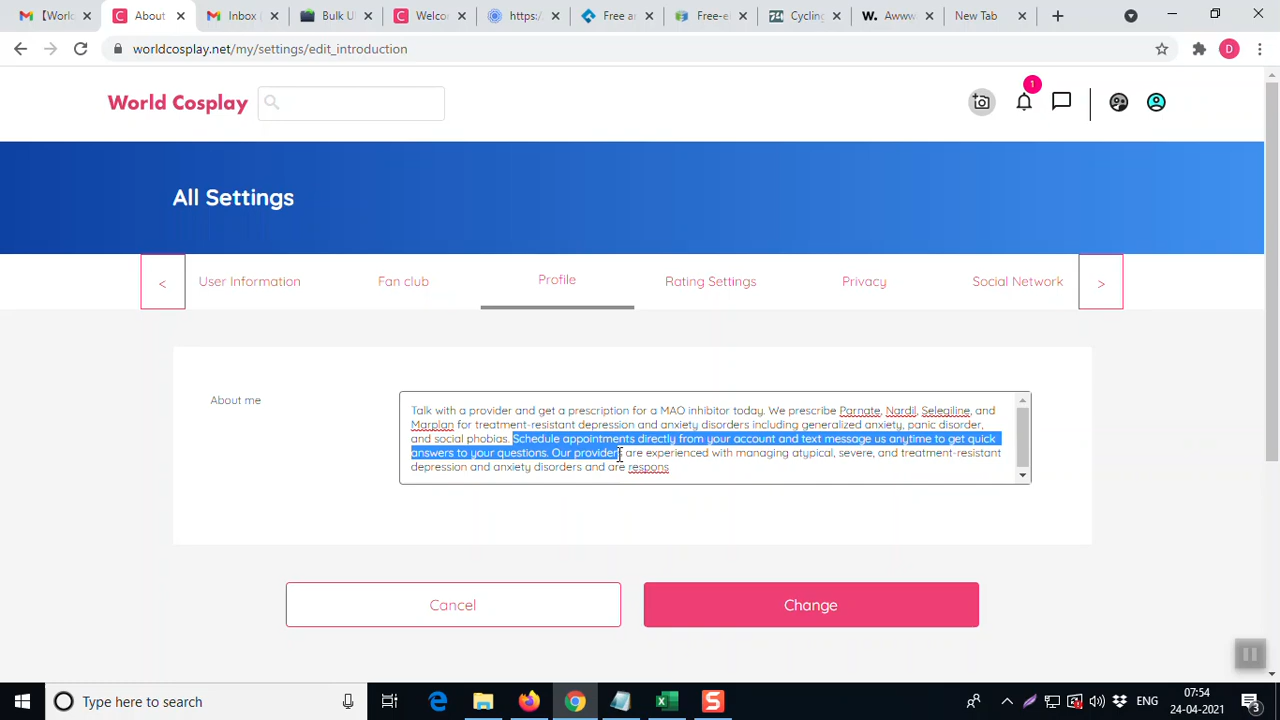 [World
About
Inbox (
Bulk U
Welcor
https:/
Free ar
Free-el
Cycling
W.
Awww
New Tab
worldcosplay.net/my/settings/edit_introduction
D
World Cosplay
1
All Settings
<
User Information
Fan club
Profile
Rating Settings
Privacy
Social Network
>
About me
Talk with a provider and get a prescription for a MAO inhibitor today. We prescribe Parnate, Nardil, Selegiline, and
Marplan for treatment-resistant depression and anxiety disorders including generalized anxiety, panic disorder,
and social phobias. Schedule appointments directly from your account and text message us anytime to get quick
answers to your questions. Our providers are experienced with managing atypical, severe, and treatment-resistant
depression and anxiety disorders and are respons
Cancel
Change
Type here to search
ENG
07:54
24-04-2021
3